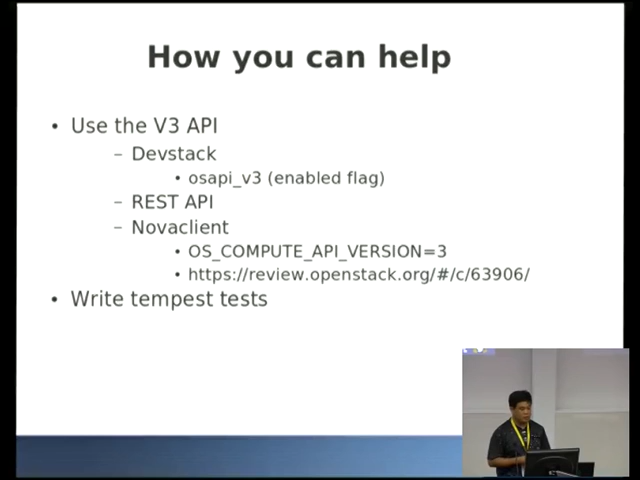 How you can help
• Use the V3 API
– Devstack
• osapi_v3 (enabled flag)
– REST API
– Novaclient
• OS_COMPUTE_API_VERSION=3
• https://review.openstack.org/#/c/63906/
• Write tempest tests